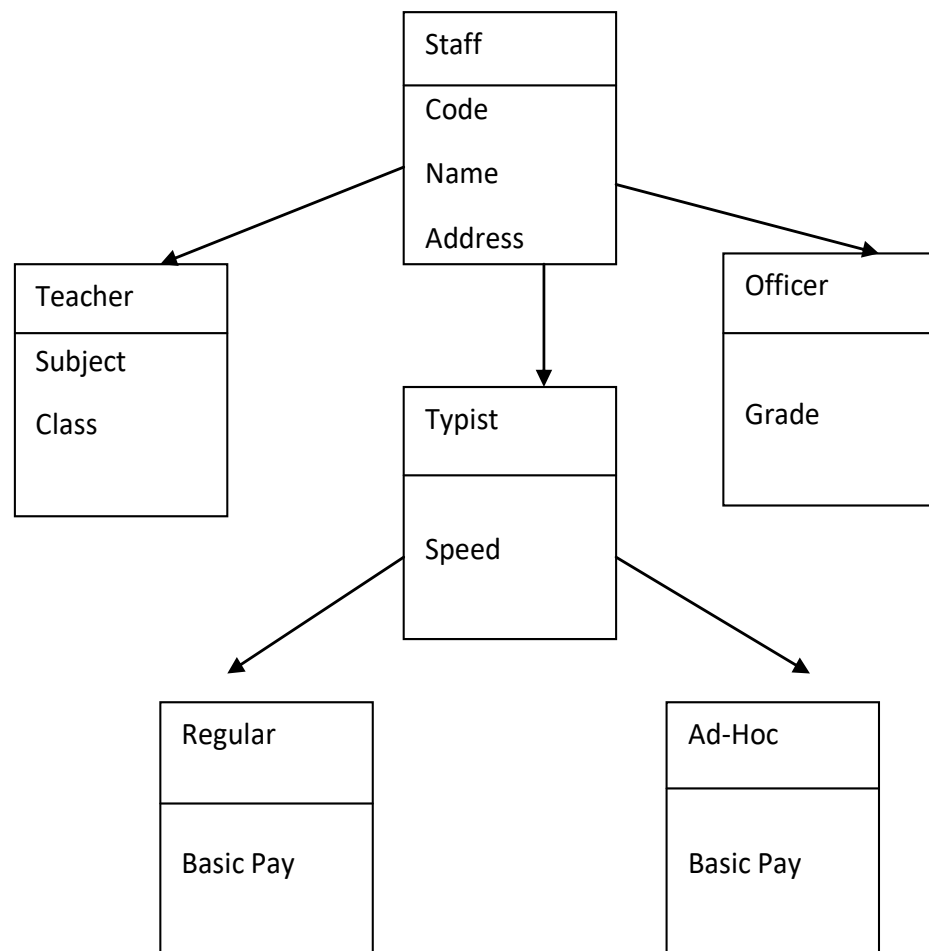 Staff
Code
Name
Address
Teacher
Subject
Class
Officer
Grade
Typist
Speed
Regular
Basic Pay
Ad-Hoc
Basic Pay